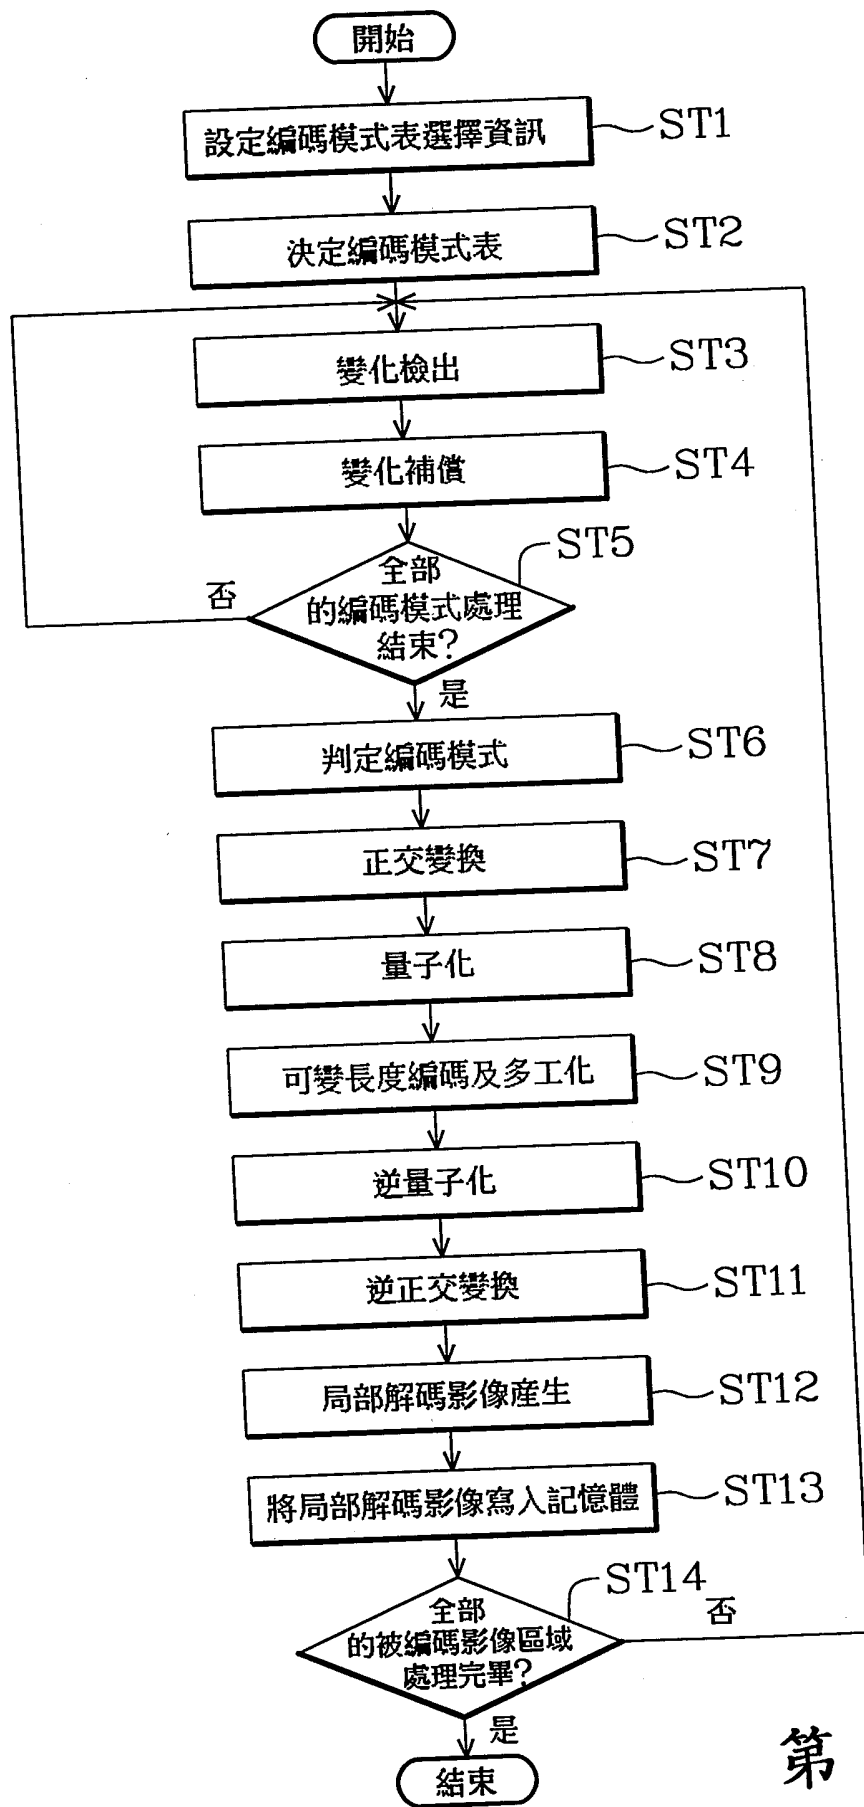 開始
設定編碼模式表選擇資訊
ST1
決定編碼模式表
ST2
變化檢出
ST3
變化補償
ST4
ST5
全部
的編碼模式處理
結束?
否
是
判定編碼模式
ST6
正交變換
ST7
量子化
ST8
可變長度編碼及多工化
ST9
逆量子化
ST10
逆正交變換
ST11
局部解碼影像產生
ST12
將局部解碼影像寫入記憶體
ST13
ST14
全部
的被編碼影像區域
處理完畢?
否
是
結束
第